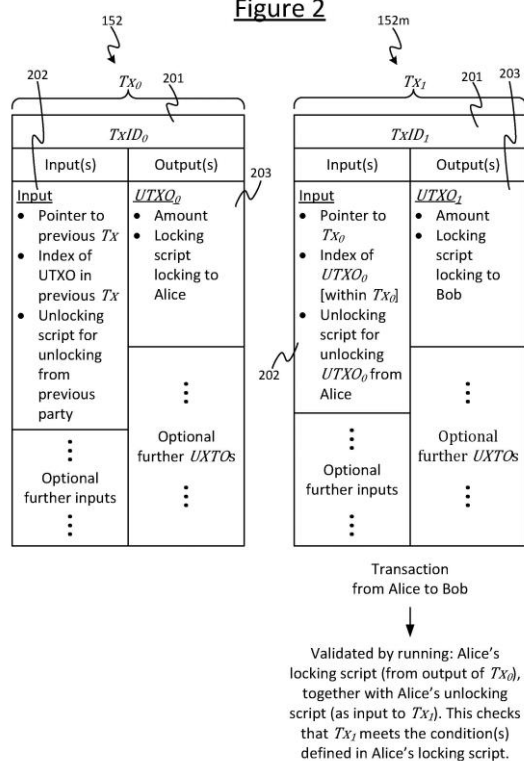 Figure 2
152
152m
202
Tx₀
201
Tx₁
201
203
TxID₀
TxID₁
Input(s)
Output(s)
Input(s)
Output(s)
Input
• Pointer to
previous Tx
• Index of
UTXO in
previous Tx
• Unlocking
script for
unlocking
from
previous
party
UTXO₀
• Amount
• Locking
script
locking to
Alice
203
Input
• Pointer to
Tx₀
• Index of
UTXO₀
[within Tx₀]
• Unlocking
script for
unlocking
UTXO₀ from
Alice
202
UTXO₁
• Amount
• Locking
script
locking to
Bob
Optional
further inputs
Optional
further UXTOs
Optional
further inputs
Optional
further UXTOs
Transaction
from Alice to Bob
Validated by running: Alice's
locking script (from output of Tx₀),
together with Alice's unlocking
script (as input to Tx₁). This checks
that Tx₁ meets the condition(s)
defined in Alice's locking script.